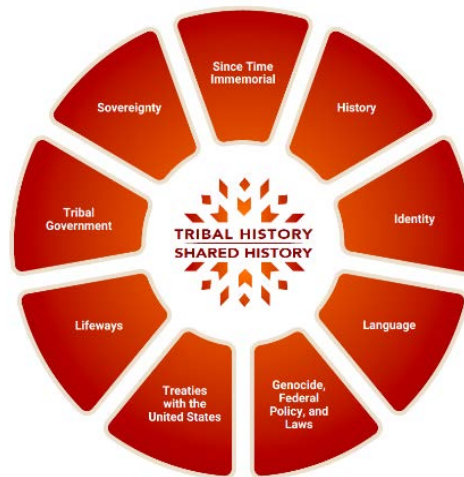 Since Time
Immemorial
History
Identity
Language
Genocide,
Federal
Policy, and
Laws
Treaties
with the
United States
Lifeways
Tribal
Government
Sovereignty
TRIBAL HISTORY
SHARED HISTORY